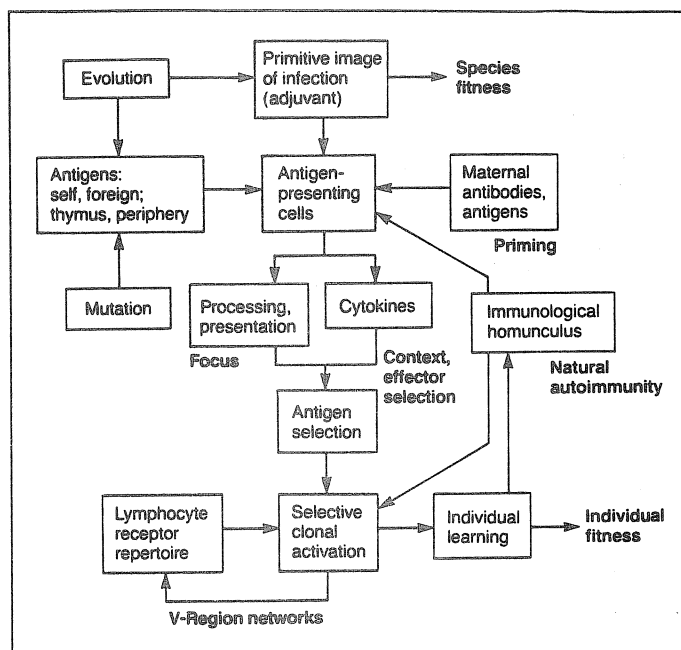 Evolution
Primitive image
of infection
(adjuvant)
Species
fitness
Antigens:
self, foreign;
thymus, periphery
Antigen-
presenting
cells
Maternal
antibodies,
antigens
Priming
Mutation
Processing,
presentation
Cytokines
Immunological
homunculus
Focus
Context,
effector
selection
Natural
autoimmunity
Antigen
selection
Lymphocyte
receptor
repertoire
Selective
clonal
activation
Individual
learning
Individual
fitness
V-Region networks